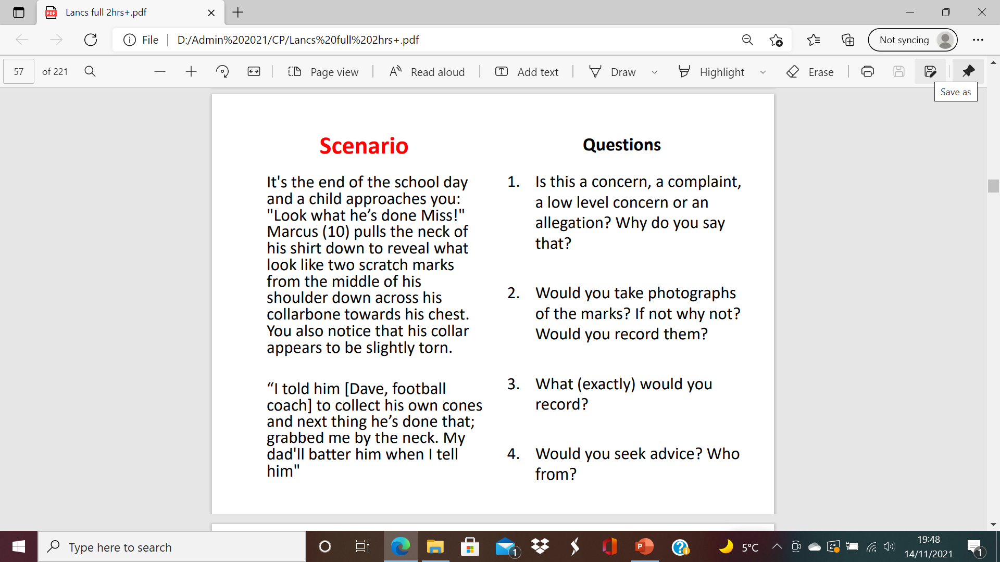 Lancs full 2hrs+.pdf
File
D:/Admin%202021/CP/Lancs%20full%202hrs+.pdf
Not syncing
57
of 221
Page view
Read aloud
Add text
Draw
Highlight
Erase
Save as
Scenario
It's the end of the school day
and a child approaches you:
"Look what he’s done Miss!"
Marcus (10) pulls the neck of
his shirt down to reveal what
look like two scratch marks
from the middle of his
shoulder down across his
collarbone towards his chest.
You also notice that his collar
appears to be slightly torn.
“I told him [Dave, football
coach] to collect his own cones
and next thing he’s done that;
grabbed me by the neck. My
dad'll batter him when I tell
him"
Questions
1. Is this a concern, a complaint,
a low level concern or an
allegation? Why do you say
that?
2. Would you take photographs
of the marks? If not why not?
Would you record them?
3. What (exactly) would you
record?
4. Would you seek advice? Who
from?
Type here to search
1
5°C
19:48
14/11/2021
1